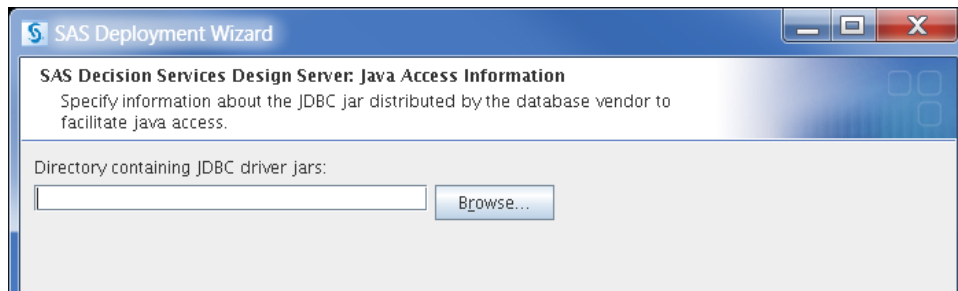 SAS Deployment Wizard
SAS Decision Services Design Server: Java Access Information
Specify information about the JDBC jar distributed by the database vendor to
facilitate java access.
Directory containing JDBC driver jars:
Browse...